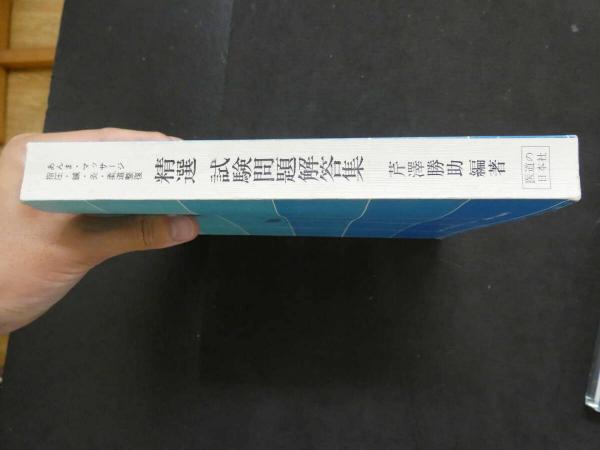 あんま・マッサージ
指圧・鍼・灸・柔道整復
精選 試験問題解答集
芹澤勝助 編著
医道の
日本社